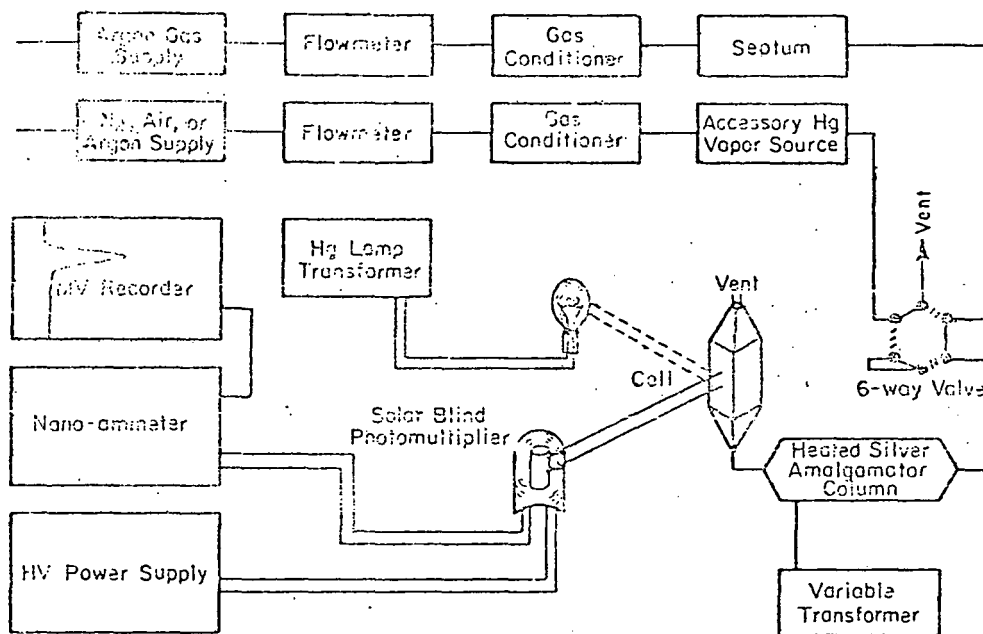 Argon Gas
Supply
Flowmeter
Gas
Conditioner
Septum
N₂, Air, or
Argon Supply
Flowmeter
Gas
Conditioner
Accessory Hg
Vapor Source
MV Recorder
Hg Lamp
Transformer
Vent
Vent
Cell
6-way Valve
Nano-ammeter
Solar Blind
Photomultiplier
Heated Silver
Amalgamator
Column
HV Power Supply
Variable
Transformer